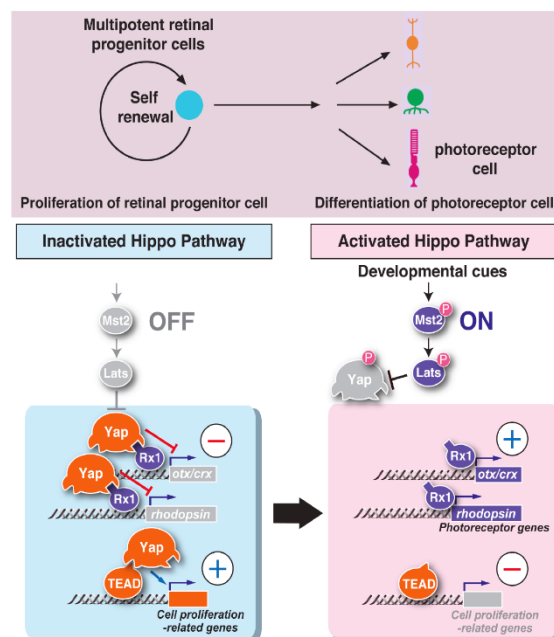 Multipotent retinal
progenitor cells
Self
renewal
photoreceptor
cell
Proliferation of retinal progenitor cell
Differentiation of photoreceptor cell
Inactivated Hippo Pathway
Activated Hippo Pathway
Developmental cues
Mst2
OFF
P
Mst2
ON
Lats
P
Yap
P
Lats
Yap
Rx1
otx/crx
−
Yap
Rx1
rhodopsin
Yap
TEAD
+
Cell proliferation
-related genes
Rx1
otx/crx
+
Rx1
rhodopsin
Photoreceptor genes
TEAD
−
Cell proliferation
-related genes